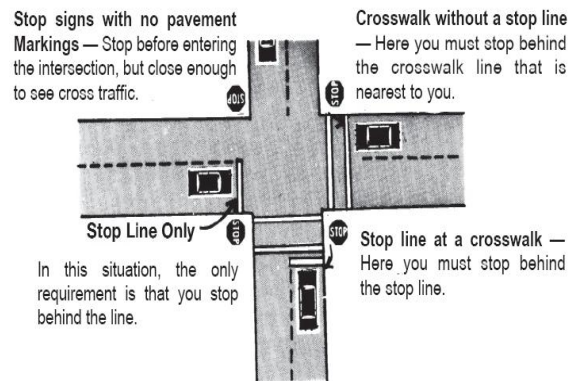 Stop signs with no pavement
Markings — Stop before entering
the intersection, but close enough
to see cross traffic.
Crosswalk without a stop line
— Here you must stop behind
the crosswalk line that is
nearest to you.
STOP
STOP
Stop Line Only
STOP
STOP
In this situation, the only
requirement is that you stop
behind the line.
Stop line at a crosswalk —
Here you must stop behind
the stop line.